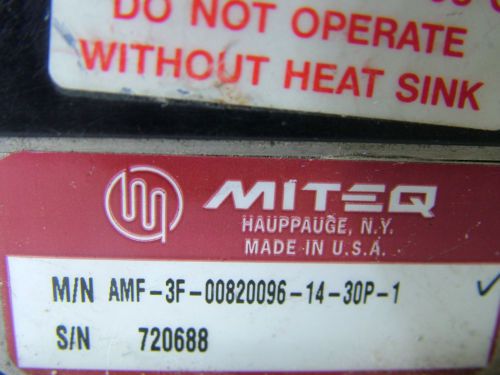 DO NOT OPERATE
WITHOUT HEAT SINK
MITEQ
HAUPPAUGE, N.Y.
MADE IN U.S.A.
M/N AMF-3F-00820096-14-30P-1
S/N 720688